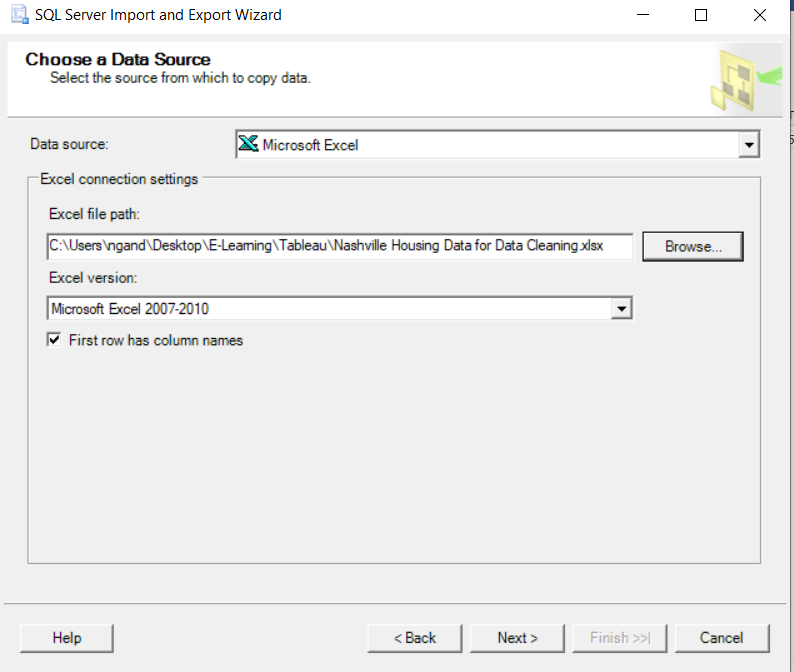 SQL Server Import and Export Wizard
Choose a Data Source
Select the source from which to copy data.
Data source:
Microsoft Excel
Excel connection settings
Excel file path:
C:\Users\ngand\Desktop\E-Learning\Tableau\Nashville Housing Data for Data Cleaning.xlsx
Browse...
Excel version:
Microsoft Excel 2007-2010
First row has column names
Help
< Back
Next >
Finish >>|
Cancel